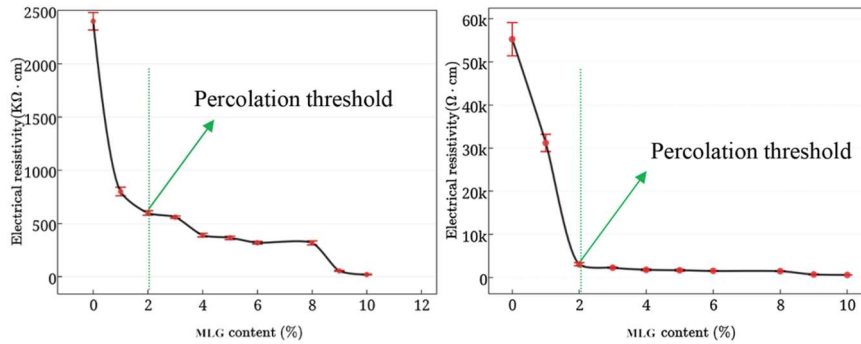 Electrical resistivity(KΩ · cm)
2500
2000
1500
1000
500
0
Percolation threshold
0 2 4 6 8 10 12
MLG content (%)
Electrical resistivity(Ω · cm)
60k
50k
40k
30k
20k
10k
0
Percolation threshold
0 2 4 6 8 10
MLG content (%)